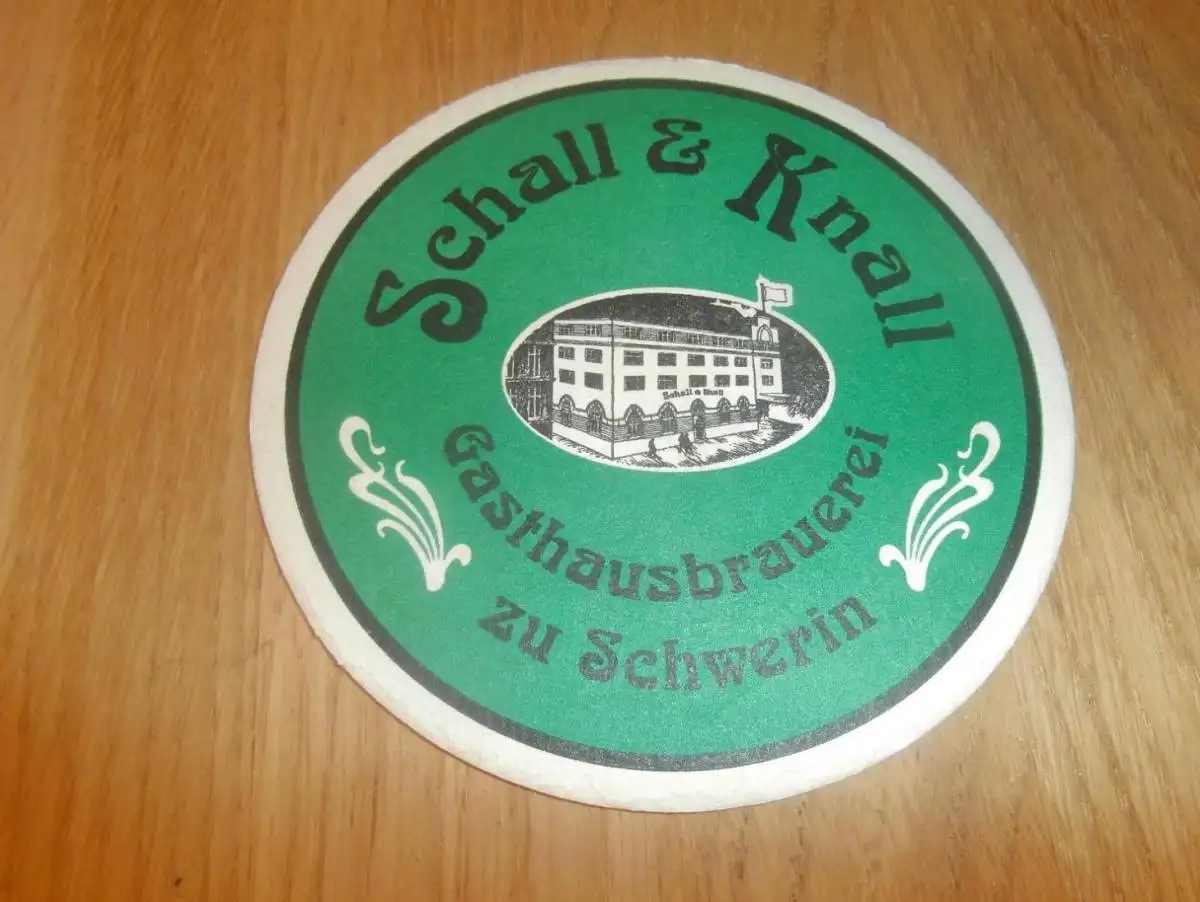 Schall & Knall
Schall & Knall
Gasthausbrauerei
zu Schwerin